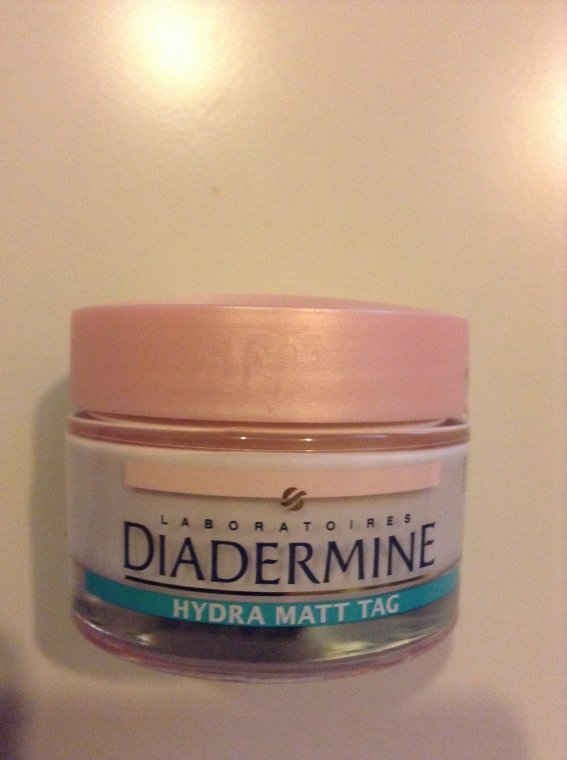 LABORATOIRES
DIADERMINE
HYDRA MATT TAG